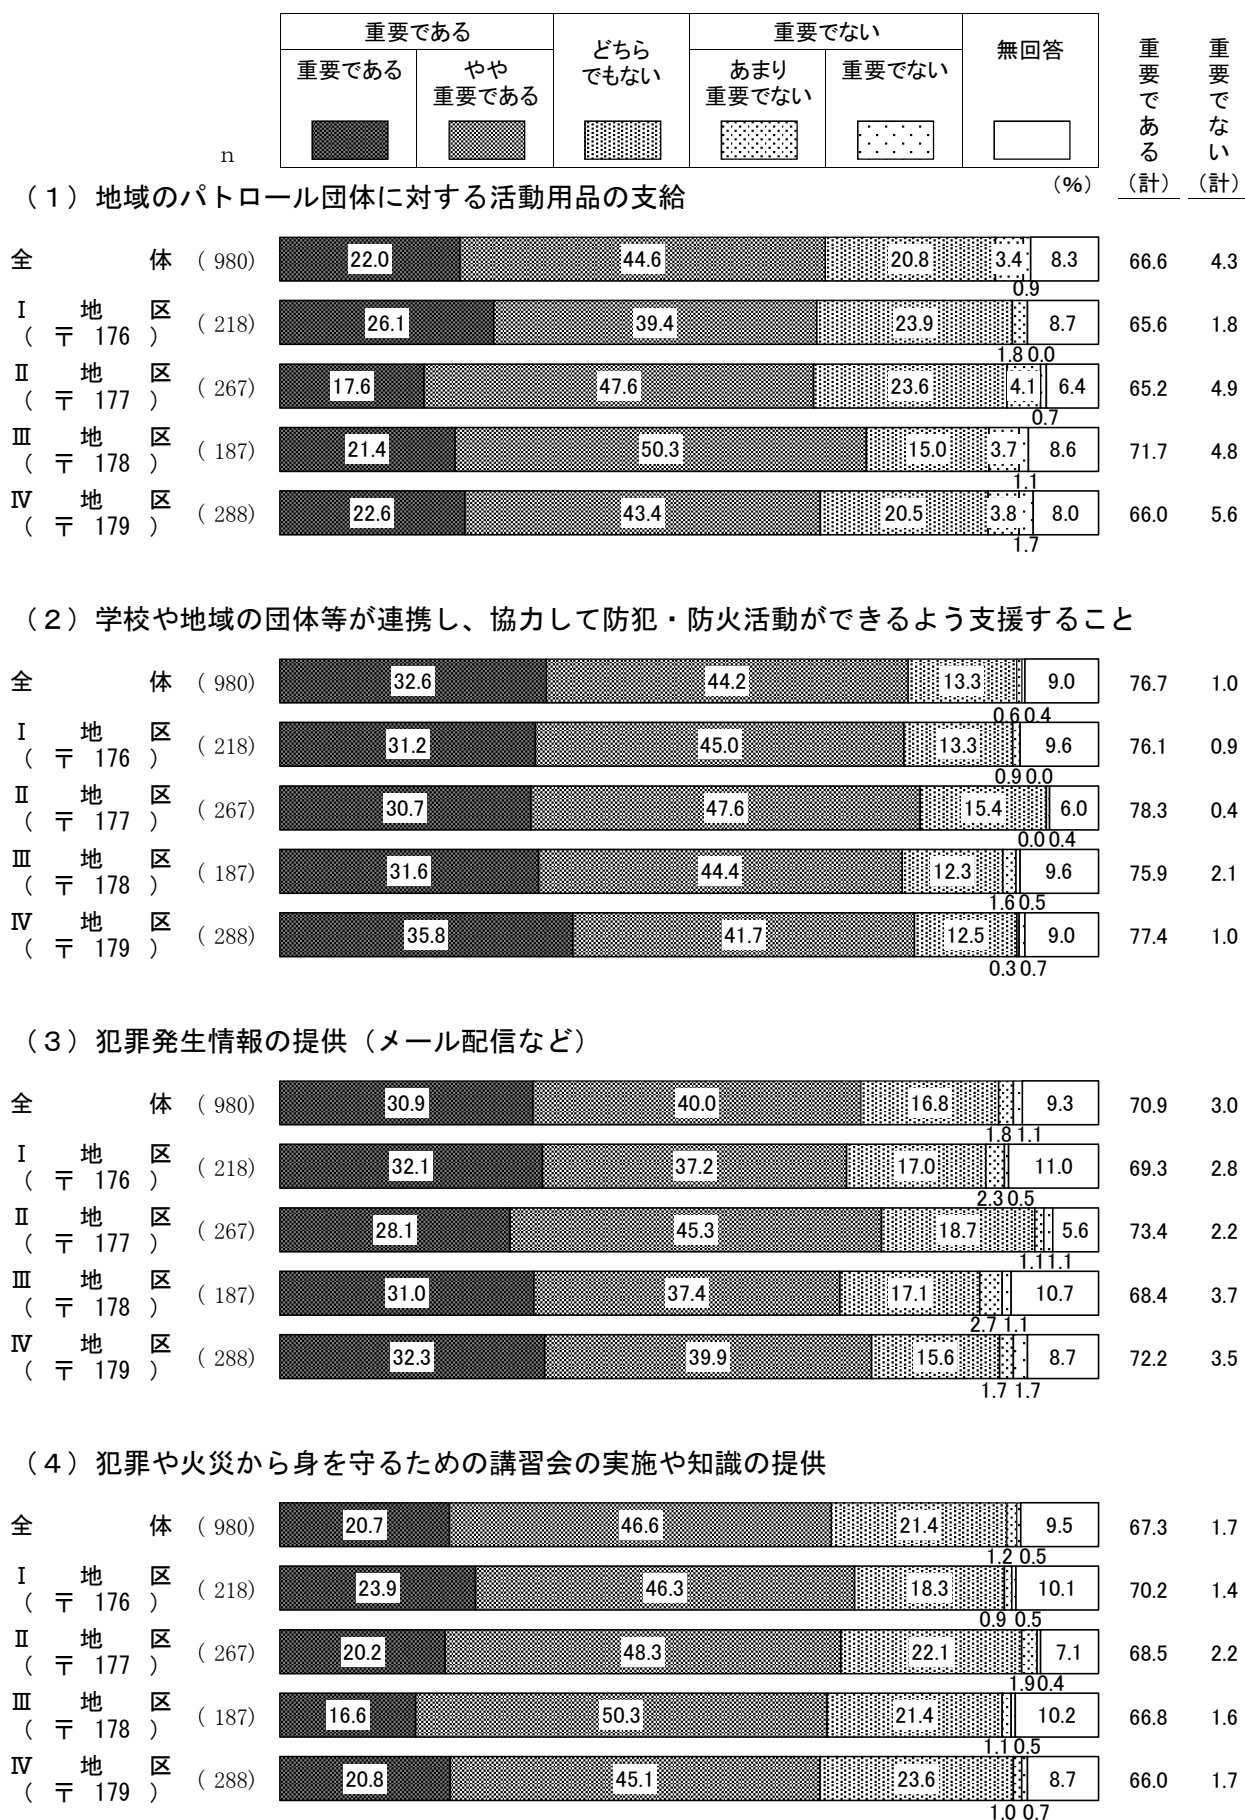 重要である 重要でない
どちらでもない 無回答
重要である やや重要である あまり重要でない 重要でない
重要である(計) 重要でない(計)
n
(%)
(1)地域のパトロール団体に対する活動用品の支給
全体 (980) 22.0 44.6 20.8 3.4 0.9 8.3 66.6 4.3
Ⅰ地区(〒176) (218) 26.1 39.4 23.9 1.8 0.0 8.7 65.6 1.8
Ⅱ地区(〒177) (267) 17.6 47.6 23.6 4.1 0.7 6.4 65.2 4.9
Ⅲ地区(〒178) (187) 21.4 50.3 15.0 3.7 1.1 8.6 71.7 4.8
Ⅳ地区(〒179) (288) 22.6 43.4 20.5 3.8 1.7 8.0 66.0 5.6
(2)学校や地域の団体等が連携し、協力して防犯・防火活動ができるよう支援すること
全体 (980) 32.6 44.2 13.3 0.6 0.4 9.0 76.7 1.0
Ⅰ地区(〒176) (218) 31.2 45.0 13.3 0.9 0.0 9.6 76.1 0.9
Ⅱ地区(〒177) (267) 30.7 47.6 15.4 0.0 0.4 6.0 78.3 0.4
Ⅲ地区(〒178) (187) 31.6 44.4 12.3 1.6 0.5 9.6 75.9 2.1
Ⅳ地区(〒179) (288) 35.8 41.7 12.5 0.3 0.7 9.0 77.4 1.0
(3)犯罪発生情報の提供(メール配信など)
全体 (980) 30.9 40.0 16.8 1.8 1.1 9.3 70.9 3.0
Ⅰ地区(〒176) (218) 32.1 37.2 17.0 2.3 0.5 11.0 69.3 2.8
Ⅱ地区(〒177) (267) 28.1 45.3 18.7 1.1 1.1 5.6 73.4 2.2
Ⅲ地区(〒178) (187) 31.0 37.4 17.1 2.7 1.1 10.7 68.4 3.7
Ⅳ地区(〒179) (288) 32.3 39.9 15.6 1.7 1.7 8.7 72.2 3.5
(4)犯罪や火災から身を守るための講習会の実施や知識の提供
全体 (980) 20.7 46.6 21.4 1.2 0.5 9.5 67.3 1.7
Ⅰ地区(〒176) (218) 23.9 46.3 18.3 0.9 0.5 10.1 70.2 1.4
Ⅱ地区(〒177) (267) 20.2 48.3 22.1 1.9 0.4 7.1 68.5 2.2
Ⅲ地区(〒178) (187) 16.6 50.3 21.4 1.1 0.5 10.2 66.8 1.6
Ⅳ地区(〒179) (288) 20.8 45.1 23.6 1.0 0.7 8.7 66.0 1.7